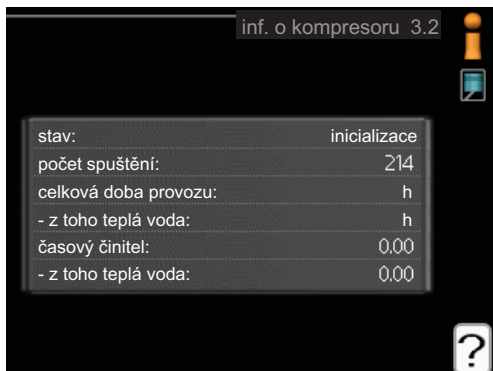 inf. o kompresoru 3.2
stav: inicializace
počet spuštění: 214
celková doba provozu: h
- z toho teplá voda: h
časový činitel: 0.00
- z toho teplá voda: 0.00
?